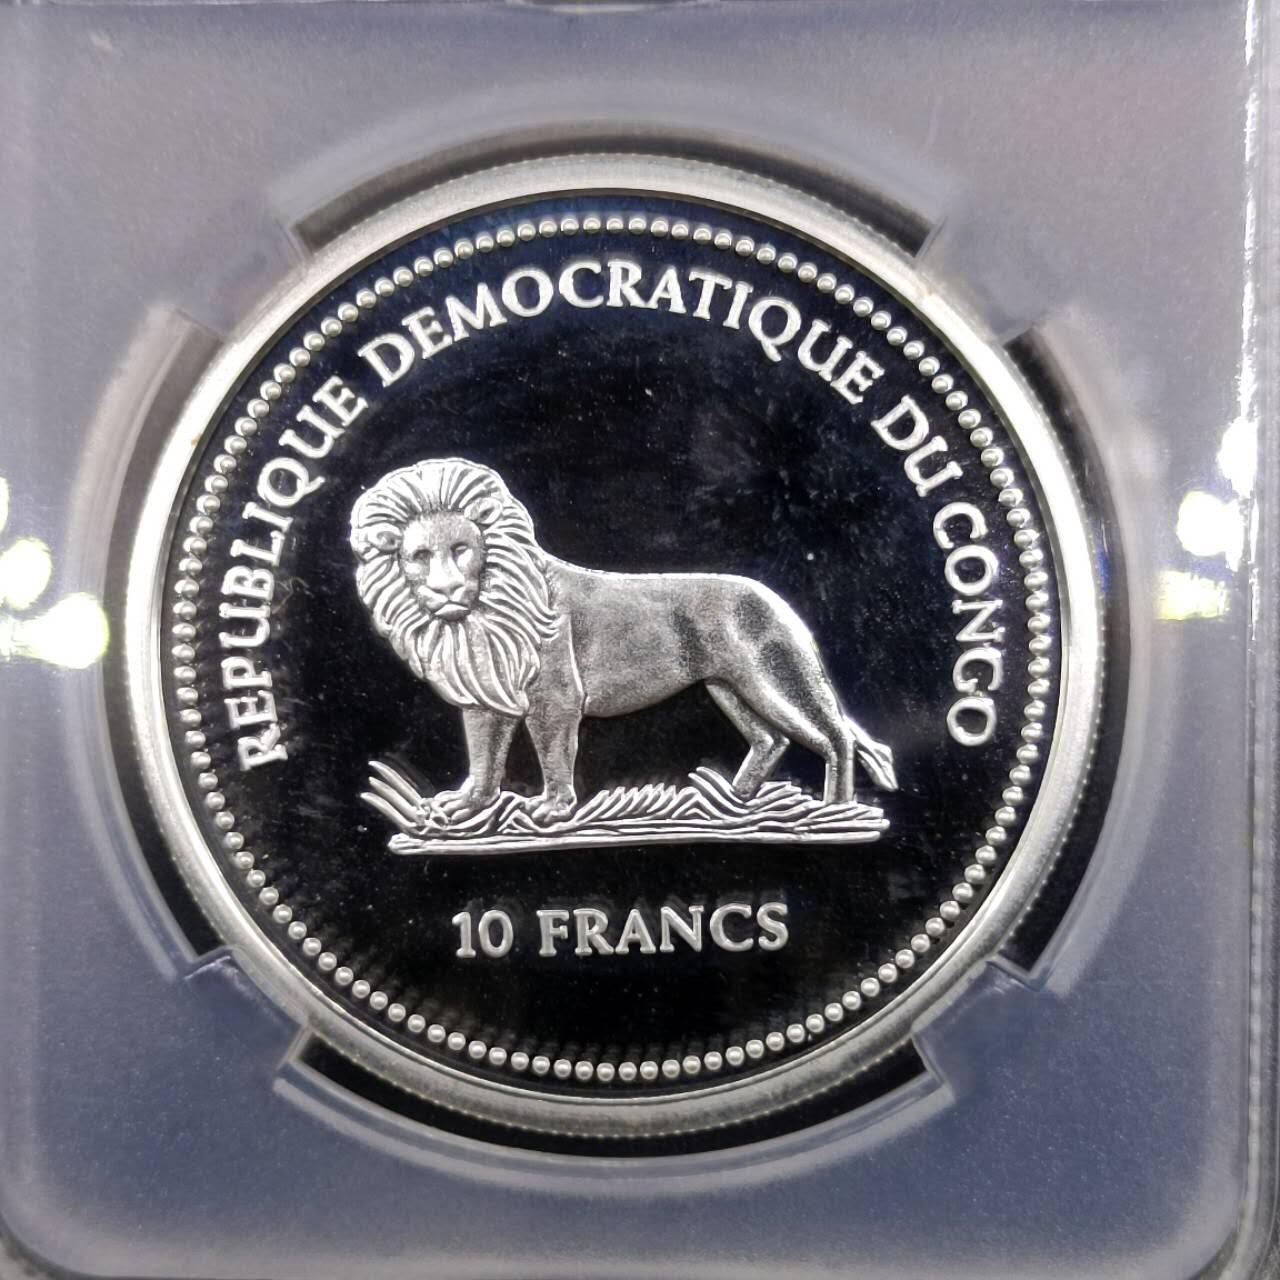 REPUBLIQUE DEMOCRATIQUE DU CONGO
10 FRANCS